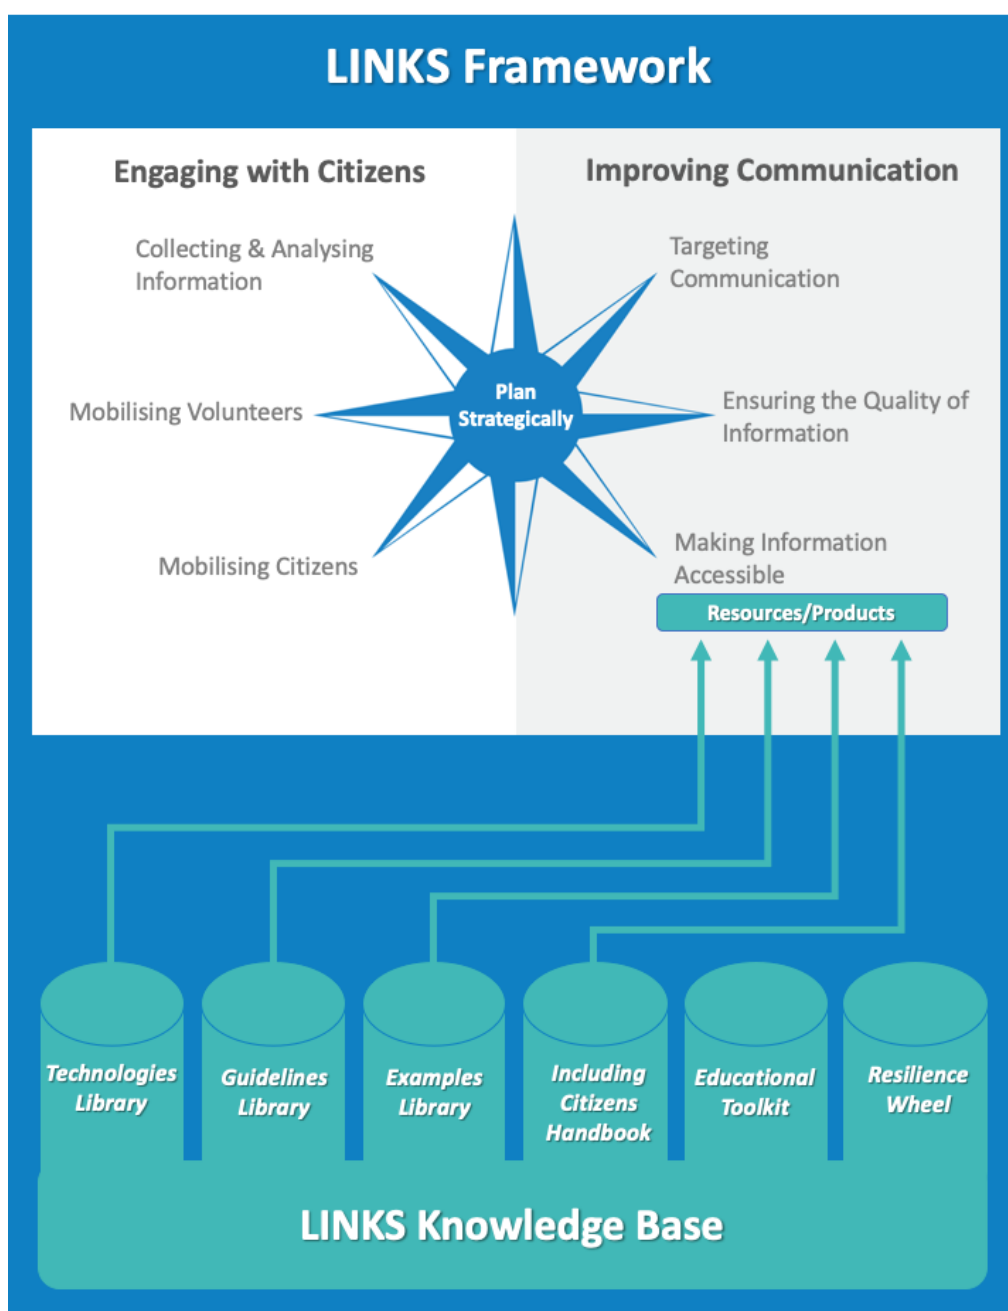 LINKS Framework
Engaging with Citizens
Collecting & Analysing
Information
Mobilising Volunteers
Mobilising Citizens
Plan
Strategically
Improving Communication
Targeting
Communication
Ensuring the Quality of
Information
Making Information
Accessible
Resources/Products
Technologies
Library
Guidelines
Library
Examples
Library
Including
Citizens
Handbook
Educational
Toolkit
Resilience
Wheel
LINKS Knowledge Base